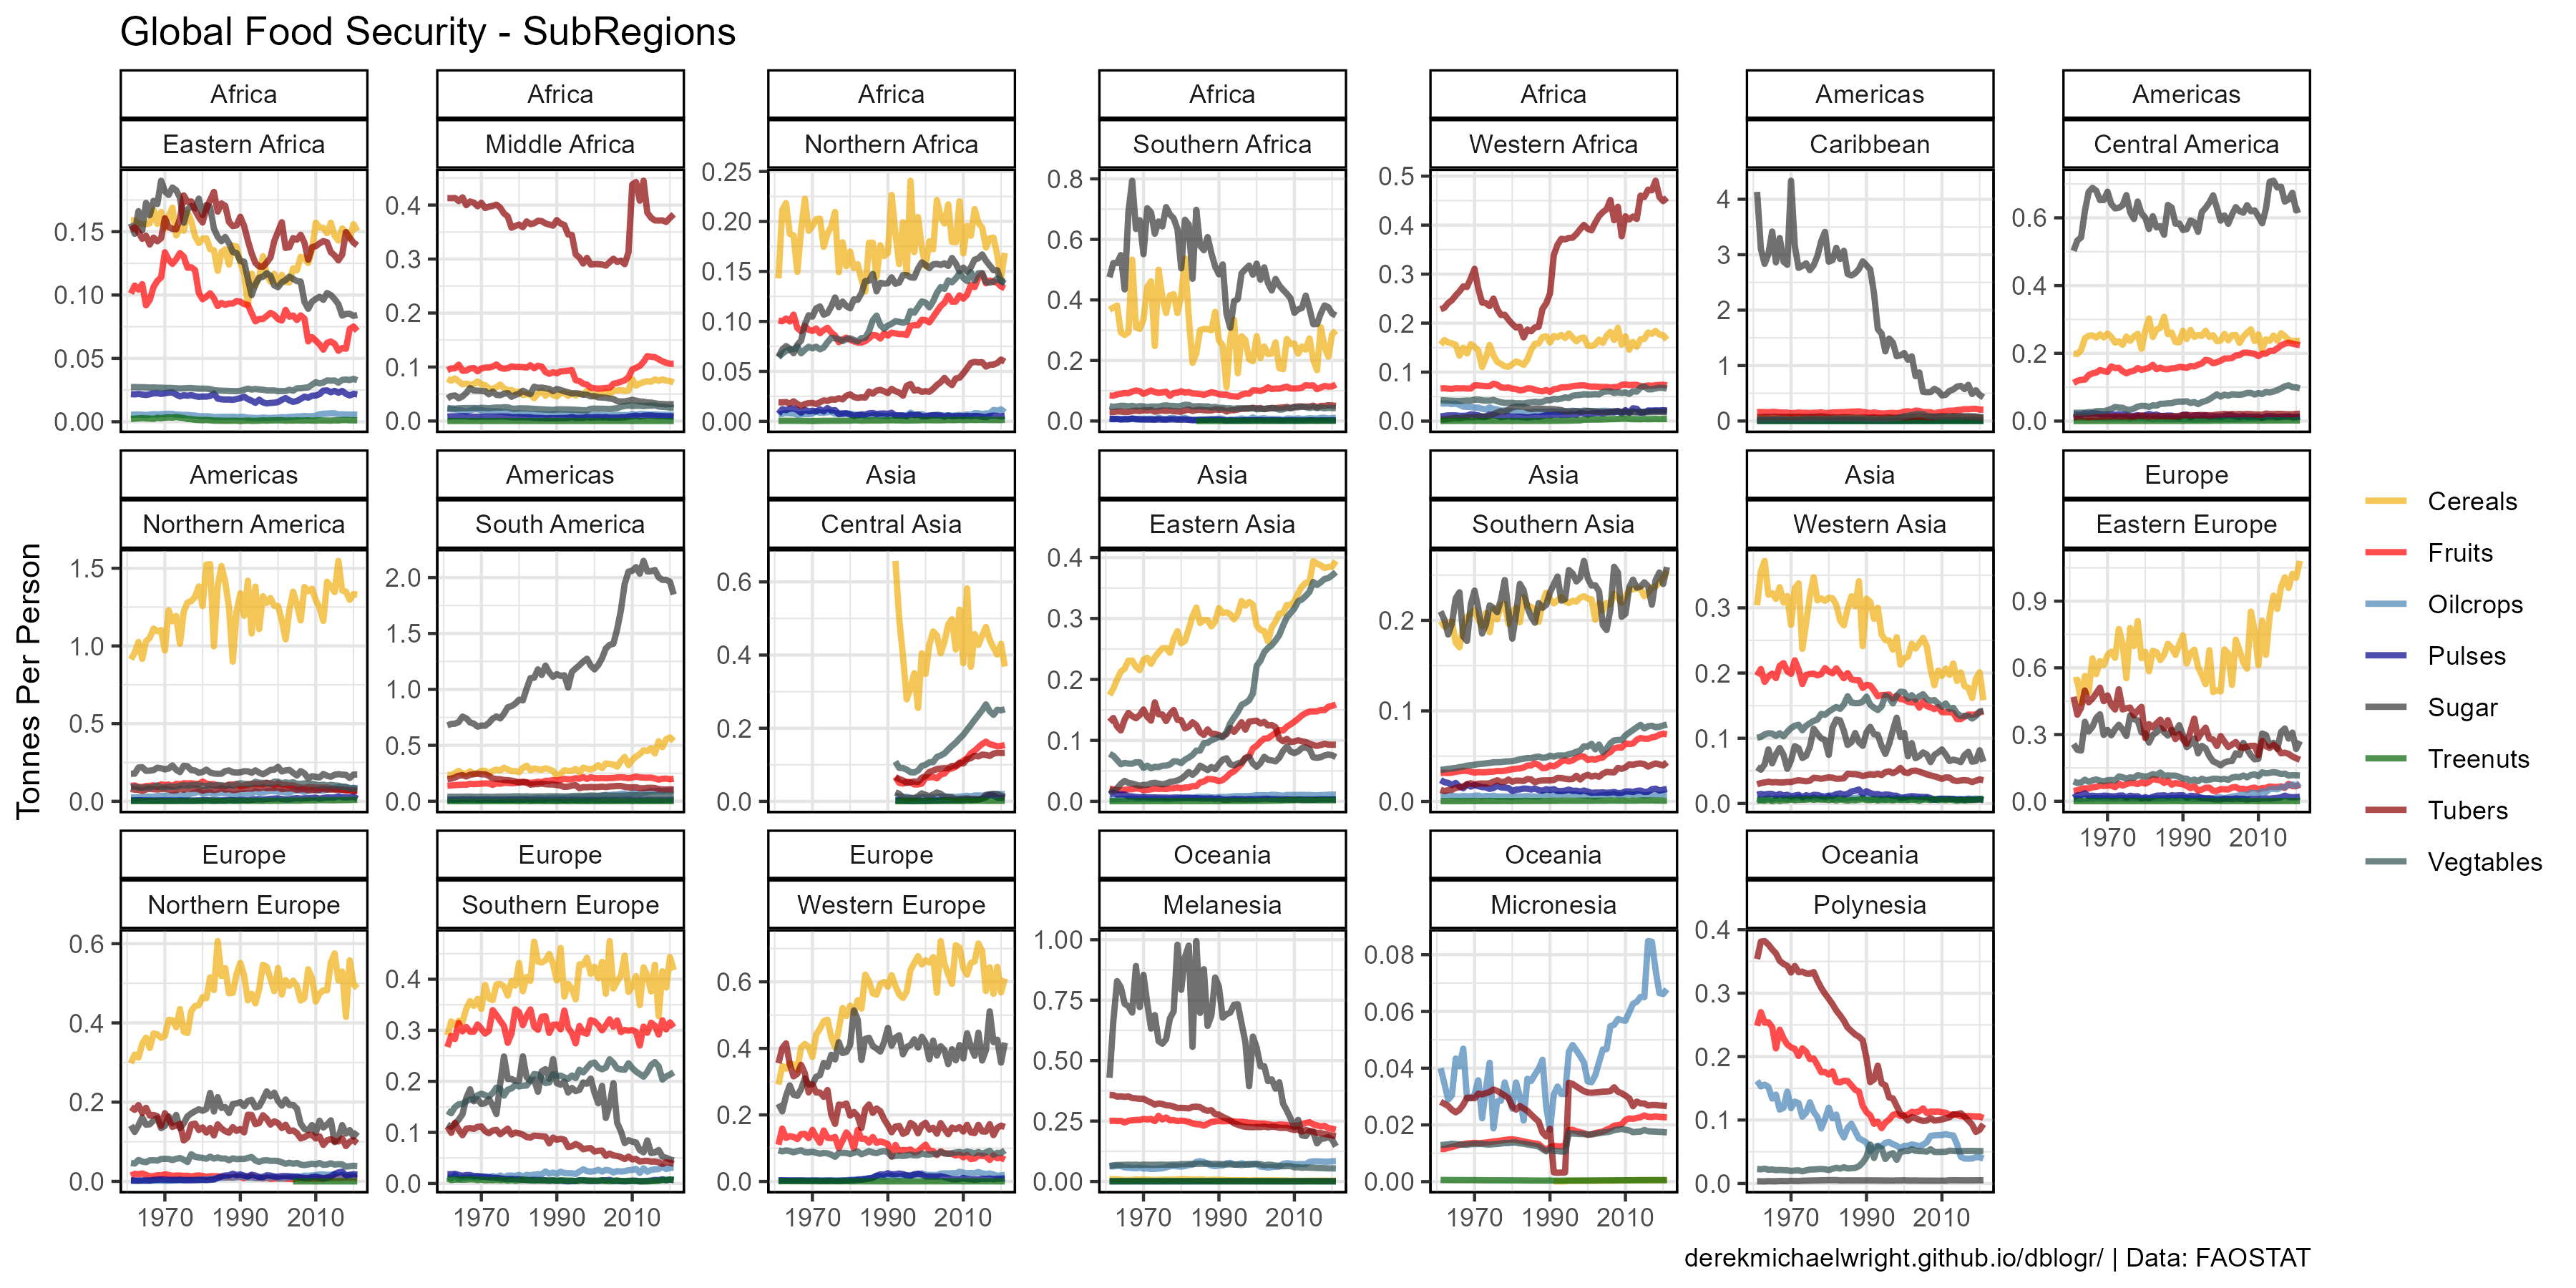 Global Food Security - SubRegions
Africa
Africa
Africa
Africa
Africa
Americas
Americas
Eastern Africa
Middle Africa
Northern Africa
Southern Africa
Western Africa
Caribbean
Central America
0.15
0.10
0.05
0.00
0.4
0.3
0.2
0.1
0.0
0.25
0.20
0.15
0.10
0.05
0.00
0.8
0.6
0.4
0.2
0.0
0.5
0.4
0.3
0.2
0.1
0.0
4
3
2
1
0
0.6
0.4
0.2
0.0
Americas
Americas
Asia
Asia
Asia
Asia
Europe
Northern America
South America
Central Asia
Eastern Asia
Southern Asia
Western Asia
Eastern Europe
1.5
1.0
0.5
0.0
2.0
1.5
1.0
0.5
0.0
0.6
0.4
0.2
0.0
0.4
0.3
0.2
0.1
0.0
0.2
0.1
0.0
0.3
0.2
0.1
0.0
0.9
0.6
0.3
0.0
1970 1990 2010
Tonnes Per Person
Cereals
Fruits
Oilcrops
Pulses
Sugar
Treenuts
Tubers
Vegtables
Europe
Europe
Europe
Oceania
Oceania
Oceania
Northern Europe
Southern Europe
Western Europe
Melanesia
Micronesia
Polynesia
0.6
0.4
0.2
0.0
0.4
0.3
0.2
0.1
0.0
0.6
0.4
0.2
0.0
1.00
0.75
0.50
0.25
0.00
0.08
0.06
0.04
0.02
0.00
0.4
0.3
0.2
0.1
0.0
1970 1990 2010
1970 1990 2010
1970 1990 2010
1970 1990 2010
1970 1990 2010
1970 1990 2010
derekmichaelwright.github.io/dblogr/ | Data: FAOSTAT